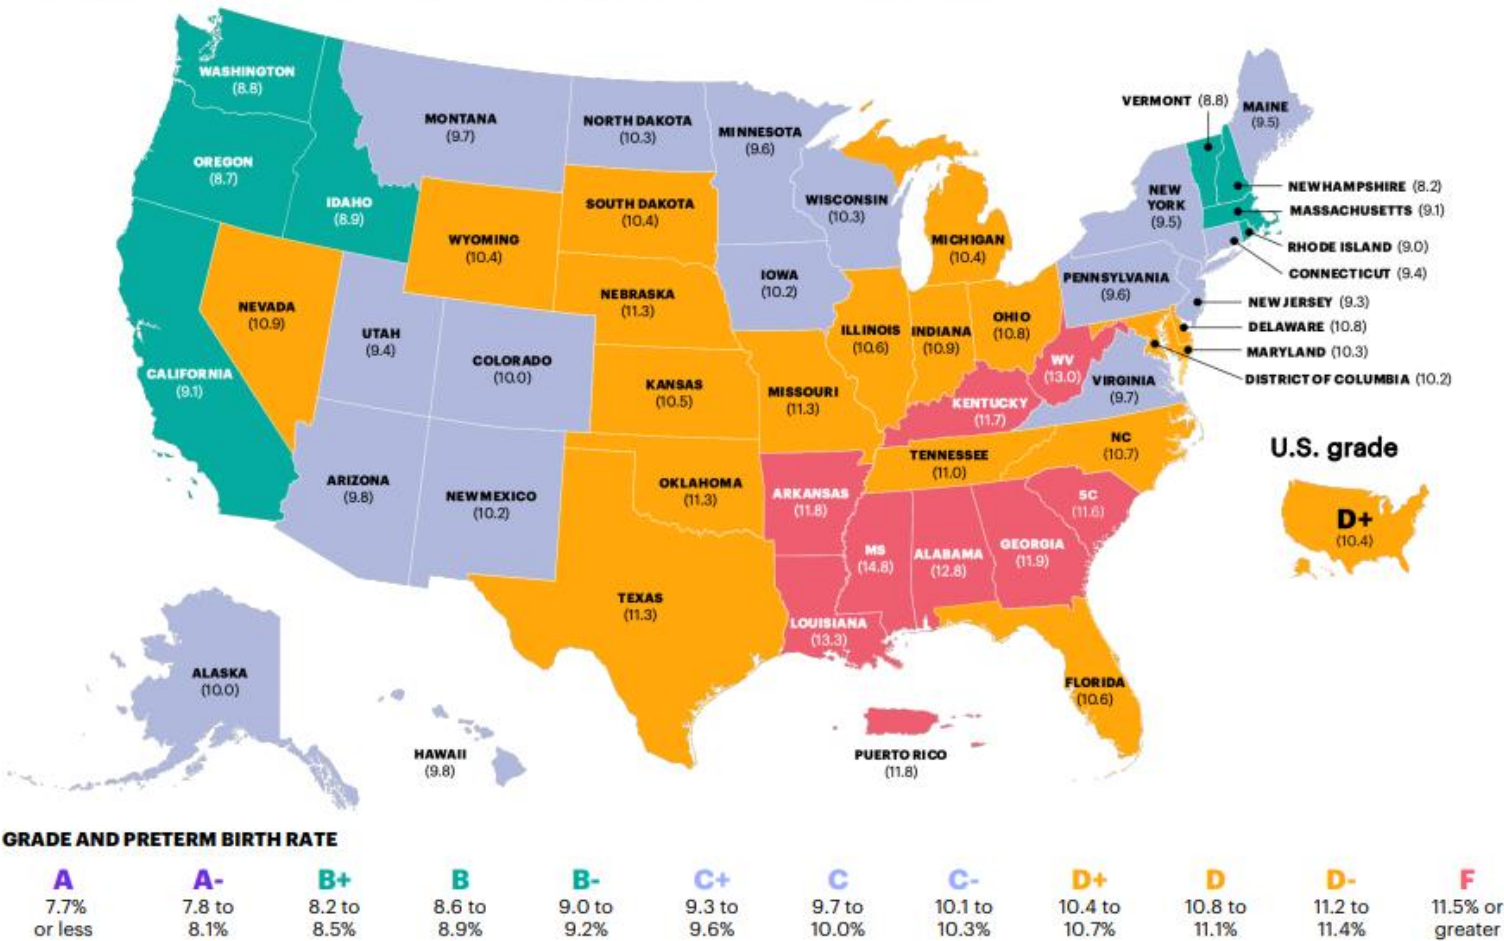 WASHINGTON
(8.8)
OREGON
(8.7)
IDAHO
(8.9)
MONTANA
(9.7)
NORTH DAKOTA
(10.3)
MINNESOTA
(9.6)
WISCONSIN
(10.3)
SOUTH DAKOTA
(10.4)
WYOMING
(10.4)
MICHIGAN
(10.4)
VERMONT (8.8)
MAINE
(9.5)
NEW
YORK
(9.5)
NEW HAMPSHIRE (8.2)
MASSACHUSETTS (9.1)
RHODE ISLAND (9.0)
CONNECTICUT (9.4)
NEW JERSEY (9.3)
DELAWARE (10.8)
MARYLAND (10.3)
DISTRICT OF COLUMBIA (10.2)
PENNSYLVANIA
(9.6)
IOWA
(10.2)
NEBRASKA
(11.3)
NEVADA
(10.9)
UTAH
(9.4)
COLORADO
(10.0)
CALIFORNIA
(9.1)
KANSAS
(10.5)
MISSOURI
(11.3)
ILLINOIS
(10.6)
INDIANA
(10.9)
OHIO
(10.8)
WV
(13.0)
VIRGINIA
(9.7)
KENTUCKY
(11.7)
NC
(10.7)
TENNESSEE
(11.0)
ARIZONA
(9.8)
NEW MEXICO
(10.2)
OKLAHOMA
(11.3)
ARKANSAS
(11.8)
SC
(11.6)
MS
(14.8)
ALABAMA
(12.8)
GEORGIA
(11.9)
TEXAS
(11.3)
LOUISIANA
(13.3)
FLORIDA
(10.6)
ALASKA
(10.0)
HAWAII
(9.8)
PUERTO RICO
(11.8)
U.S. grade
D+
(10.4)
GRADE AND PRETERM BIRTH RATE
A A- B+ B B- C+ C C- D+ D D- F
7.7% 7.8 to 8.2 to 8.6 to 9.0 to 9.3 to 9.7 to 10.1 to 10.4 to 10.8 to 11.2 to 11.5% or
or less 8.1% 8.5% 8.9% 9.2% 9.6% 10.0% 10.3% 10.7% 11.1% 11.4% greater